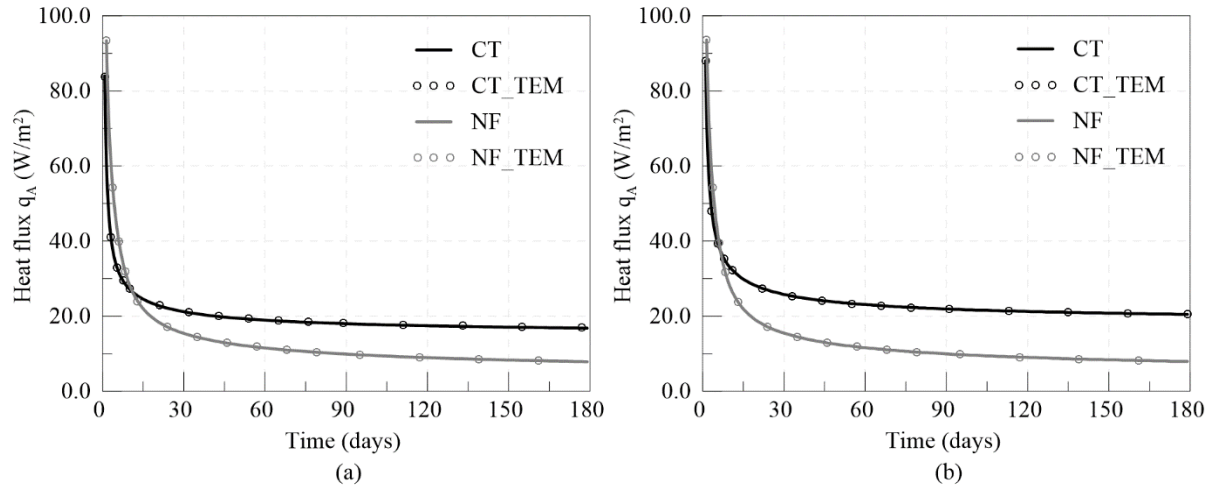 100.0
80.0
60.0
40.0
20.0
0.0
Heat flux q_A (W/m²)
CT
CT_TEM
NF
NF_TEM
0 30 60 90 120 150 180
Time (days)
(a)
100.0
80.0
60.0
40.0
20.0
0.0
Heat flux q_A (W/m²)
CT
CT_TEM
NF
NF_TEM
0 30 60 90 120 150 180
Time (days)
(b)